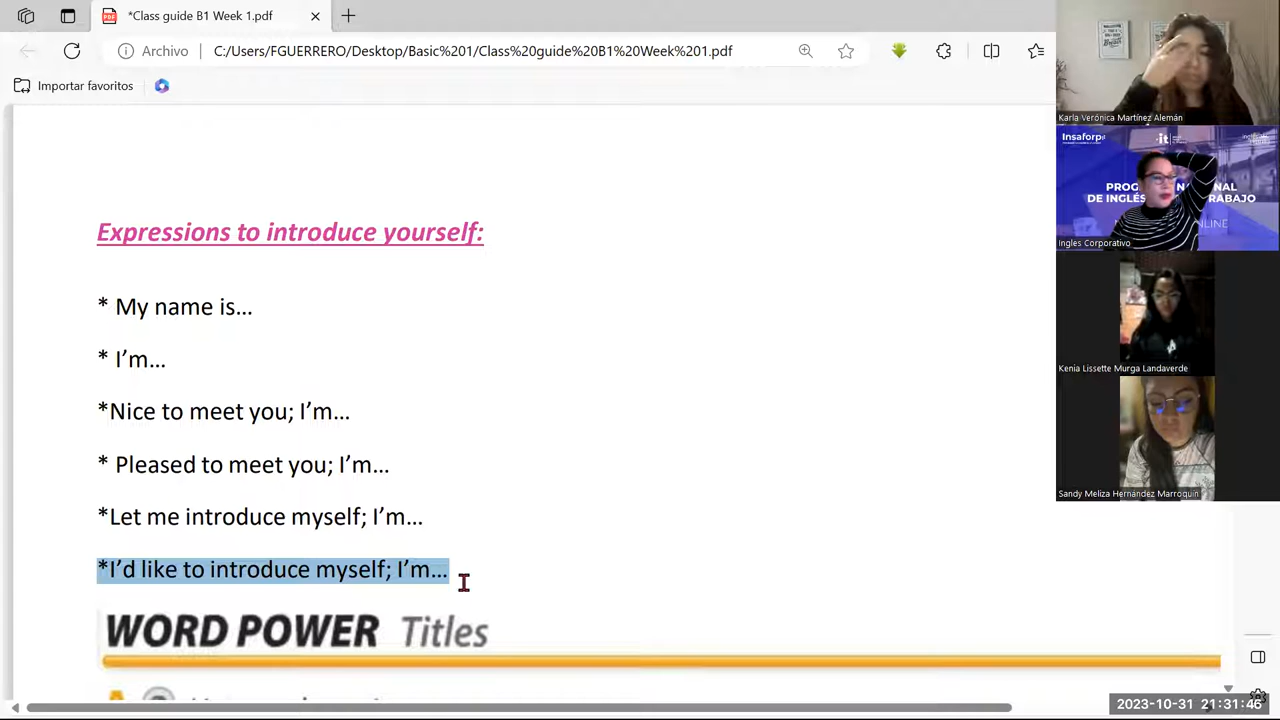 *Class guide B1 Week 1.pdf
Archivo
C:/Users/FGUERRERO/Desktop/Basic%201/Class%20guide%20B1%20Week%201.pdf
Importar favoritos
Expressions to introduce yourself:
* My name is…
* I’m…
*Nice to meet you; I’m…
* Pleased to meet you; I’m…
*Let me introduce myself; I’m…
*I’d like to introduce myself; I’m…
WORD POWER Titles
Karla Verónica Martínez Alemán
Insaforp
it
DE INGLÉS
RABAJO
Ingles Corporativo
Kenia Lissette Murga Landaverde
Sandy Meliza Hernandez Marroquin
2023-10-31 21:31:46